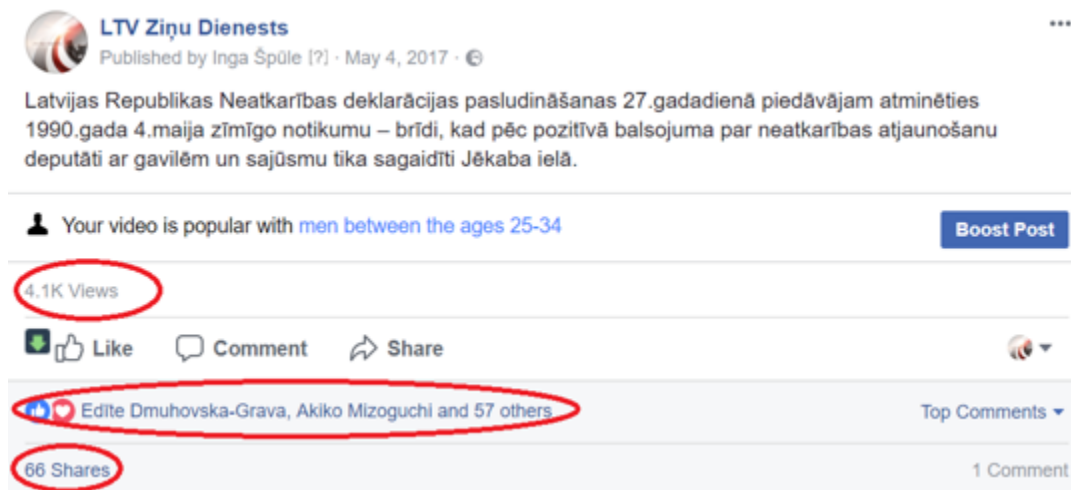 LTV Ziņu Dienests
Published by Inga Špūle [?] · May 4, 2017 ·
Latvijas Republikas Neatkarības deklarācijas pasludināšanas 27.gadadienā piedāvājam atminēties
1990.gada 4.maija zīmīgo notikumu – brīdi, kad pēc pozitīvā balsojuma par neatkarības atjaunošanu
deputāti ar gavilēm un sajūsmu tika sagaidīti Jēkaba ielā.
Your video is popular with men between the ages 25-34
Boost Post
4.1K Views
Like Comment Share
Edīte Dmuhovska-Grava, Akiko Mizoguchi and 57 others
Top Comments
66 Shares
1 Comment